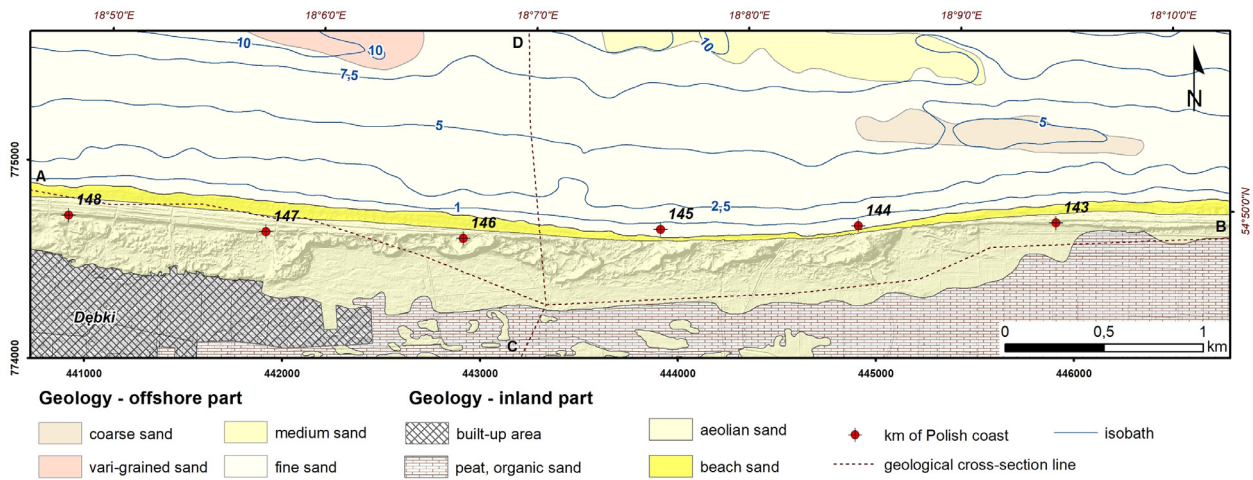 18°5'0"E 18°6'0"E 18°70'0"E 18°80'0"E 18°9'0"E 18°10'0"E
10 10 D 10
7,5
N
5 5
775000
A
148 147 146 1 145 2,5 144 143
B
54°50'0"N
Dębki
C
0 0,5 1
km
774000
441000 442000 443000 444000 445000 446000
Geology - offshore part Geology - inland part
coarse sand medium sand built-up area aeolian sand km of Polish coast isobath
vari-grained sand fine sand peat, organic sand beach sand geological cross-section line